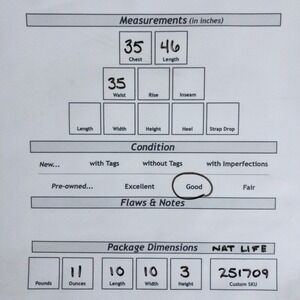 Measurements (in inches)
35 46
Chest Length
35
Waist Rise Inseam
Length Width Height Heel Strap Drop
Condition
New... with Tags without Tags with Imperfections
Pre-owned... Excellent Good Fair
Flaws & Notes
Package Dimensions NAT LIFE
11 10 10 3 251709
Pounds Ounces Length Width Height Custom SKU